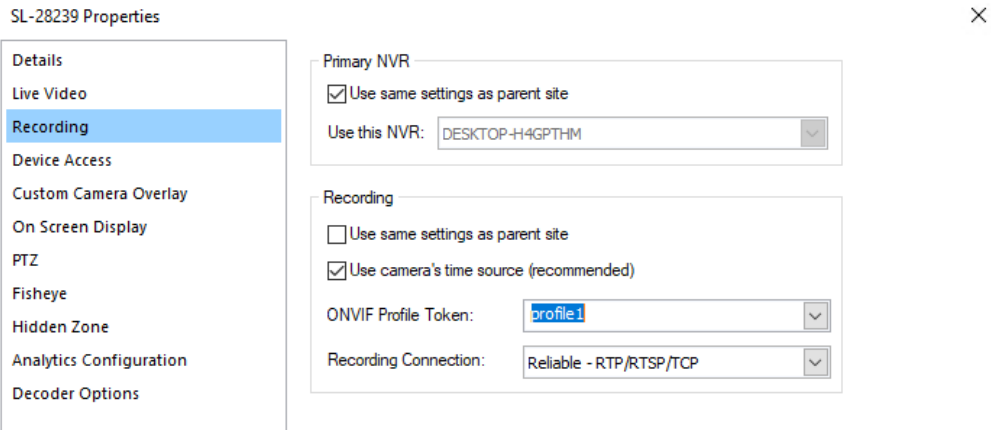 SL-28239 Properties
Details
Live Video
Recording
Device Access
Custom Camera Overlay
On Screen Display
PTZ
Fisheye
Hidden Zone
Analytics Configuration
Decoder Options
Primary NVR
Use same settings as parent site
Use this NVR: DESKTOP-H4GPTHM
Recording
Use same settings as parent site
Use camera's time source (recommended)
ONVIF Profile Token: profile1
Recording Connection: Reliable - RTP/RTSP/TCP